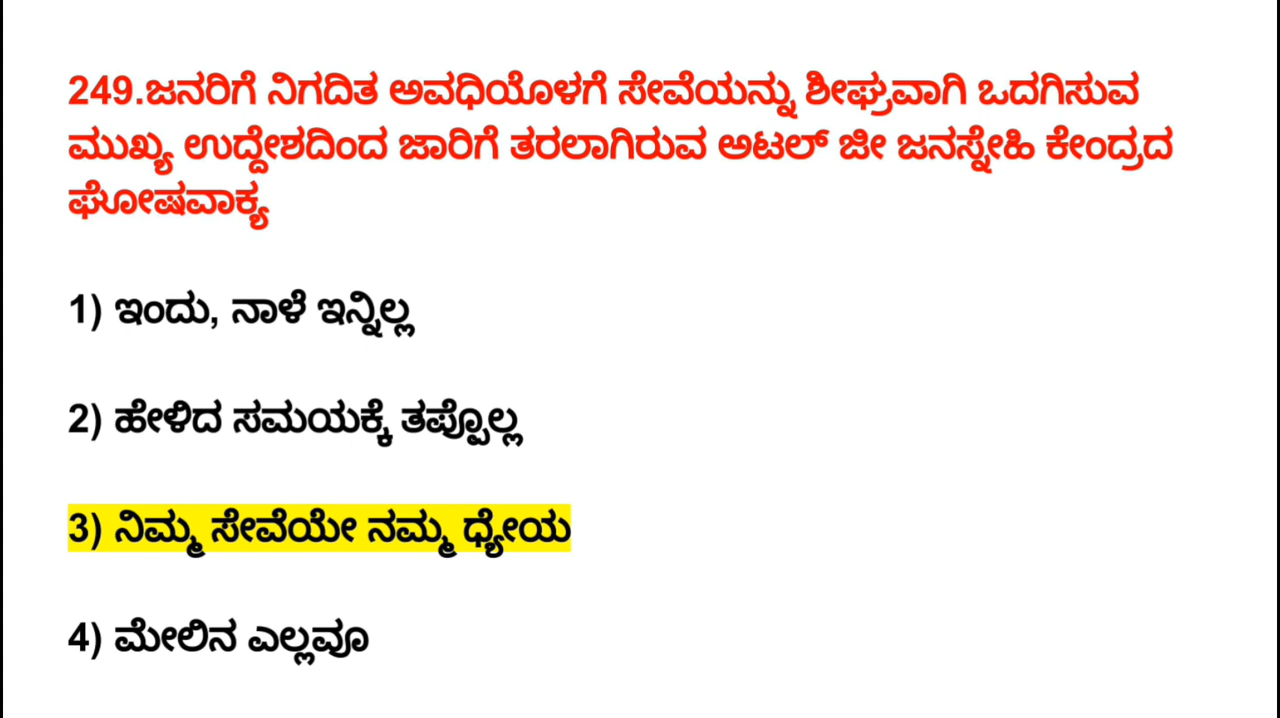 249.ಜನರಿಗೆ ನಿಗದಿತ ಅವಧಿಯೊಳಗೆ ಸೇವೆಯನ್ನು ಶೀಘ್ರವಾಗಿ ಒದಗಿಸುವ
ಮುಖ್ಯ ಉದ್ದೇಶದಿಂದ ಜಾರಿಗೆ ತರಲಾಗಿರುವ ಅಟಲ್ ಜೀ ಜನಸ್ನೇಹಿ ಕೇಂದ್ರದ
ಘೋಷವಾಕ್ಯ
1) ಇಂದು, ನಾಳೆ ಇನ್ನಿಲ್ಲ
2) ಹೇಳಿದ ಸಮಯಕ್ಕೆ ತಪ್ಪೊಲ್ಲ
3) ನಿಮ್ಮ ಸೇವೆಯೇ ನಮ್ಮ ಧ್ಯೇಯ
4) ಮೇಲಿನ ಎಲ್ಲವೂ